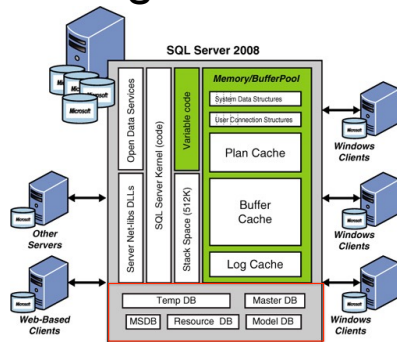 SQL Server 2008
Microsoft
Microsoft
Open Data Services
Server Net-libs DLLs
SQL Server Kernel (code)
Variable code
Stack Space (512K)
Memory/BufferPool
System Data Structures
User Connection Structures
Plan Cache
Buffer
Cache
Log Cache
Temp DB
Master DB
MSDB
Resource DB
Model DB
Other
Servers
Web-Based
Clients
Windows
Clients
Windows
Clients
Windows
Clients